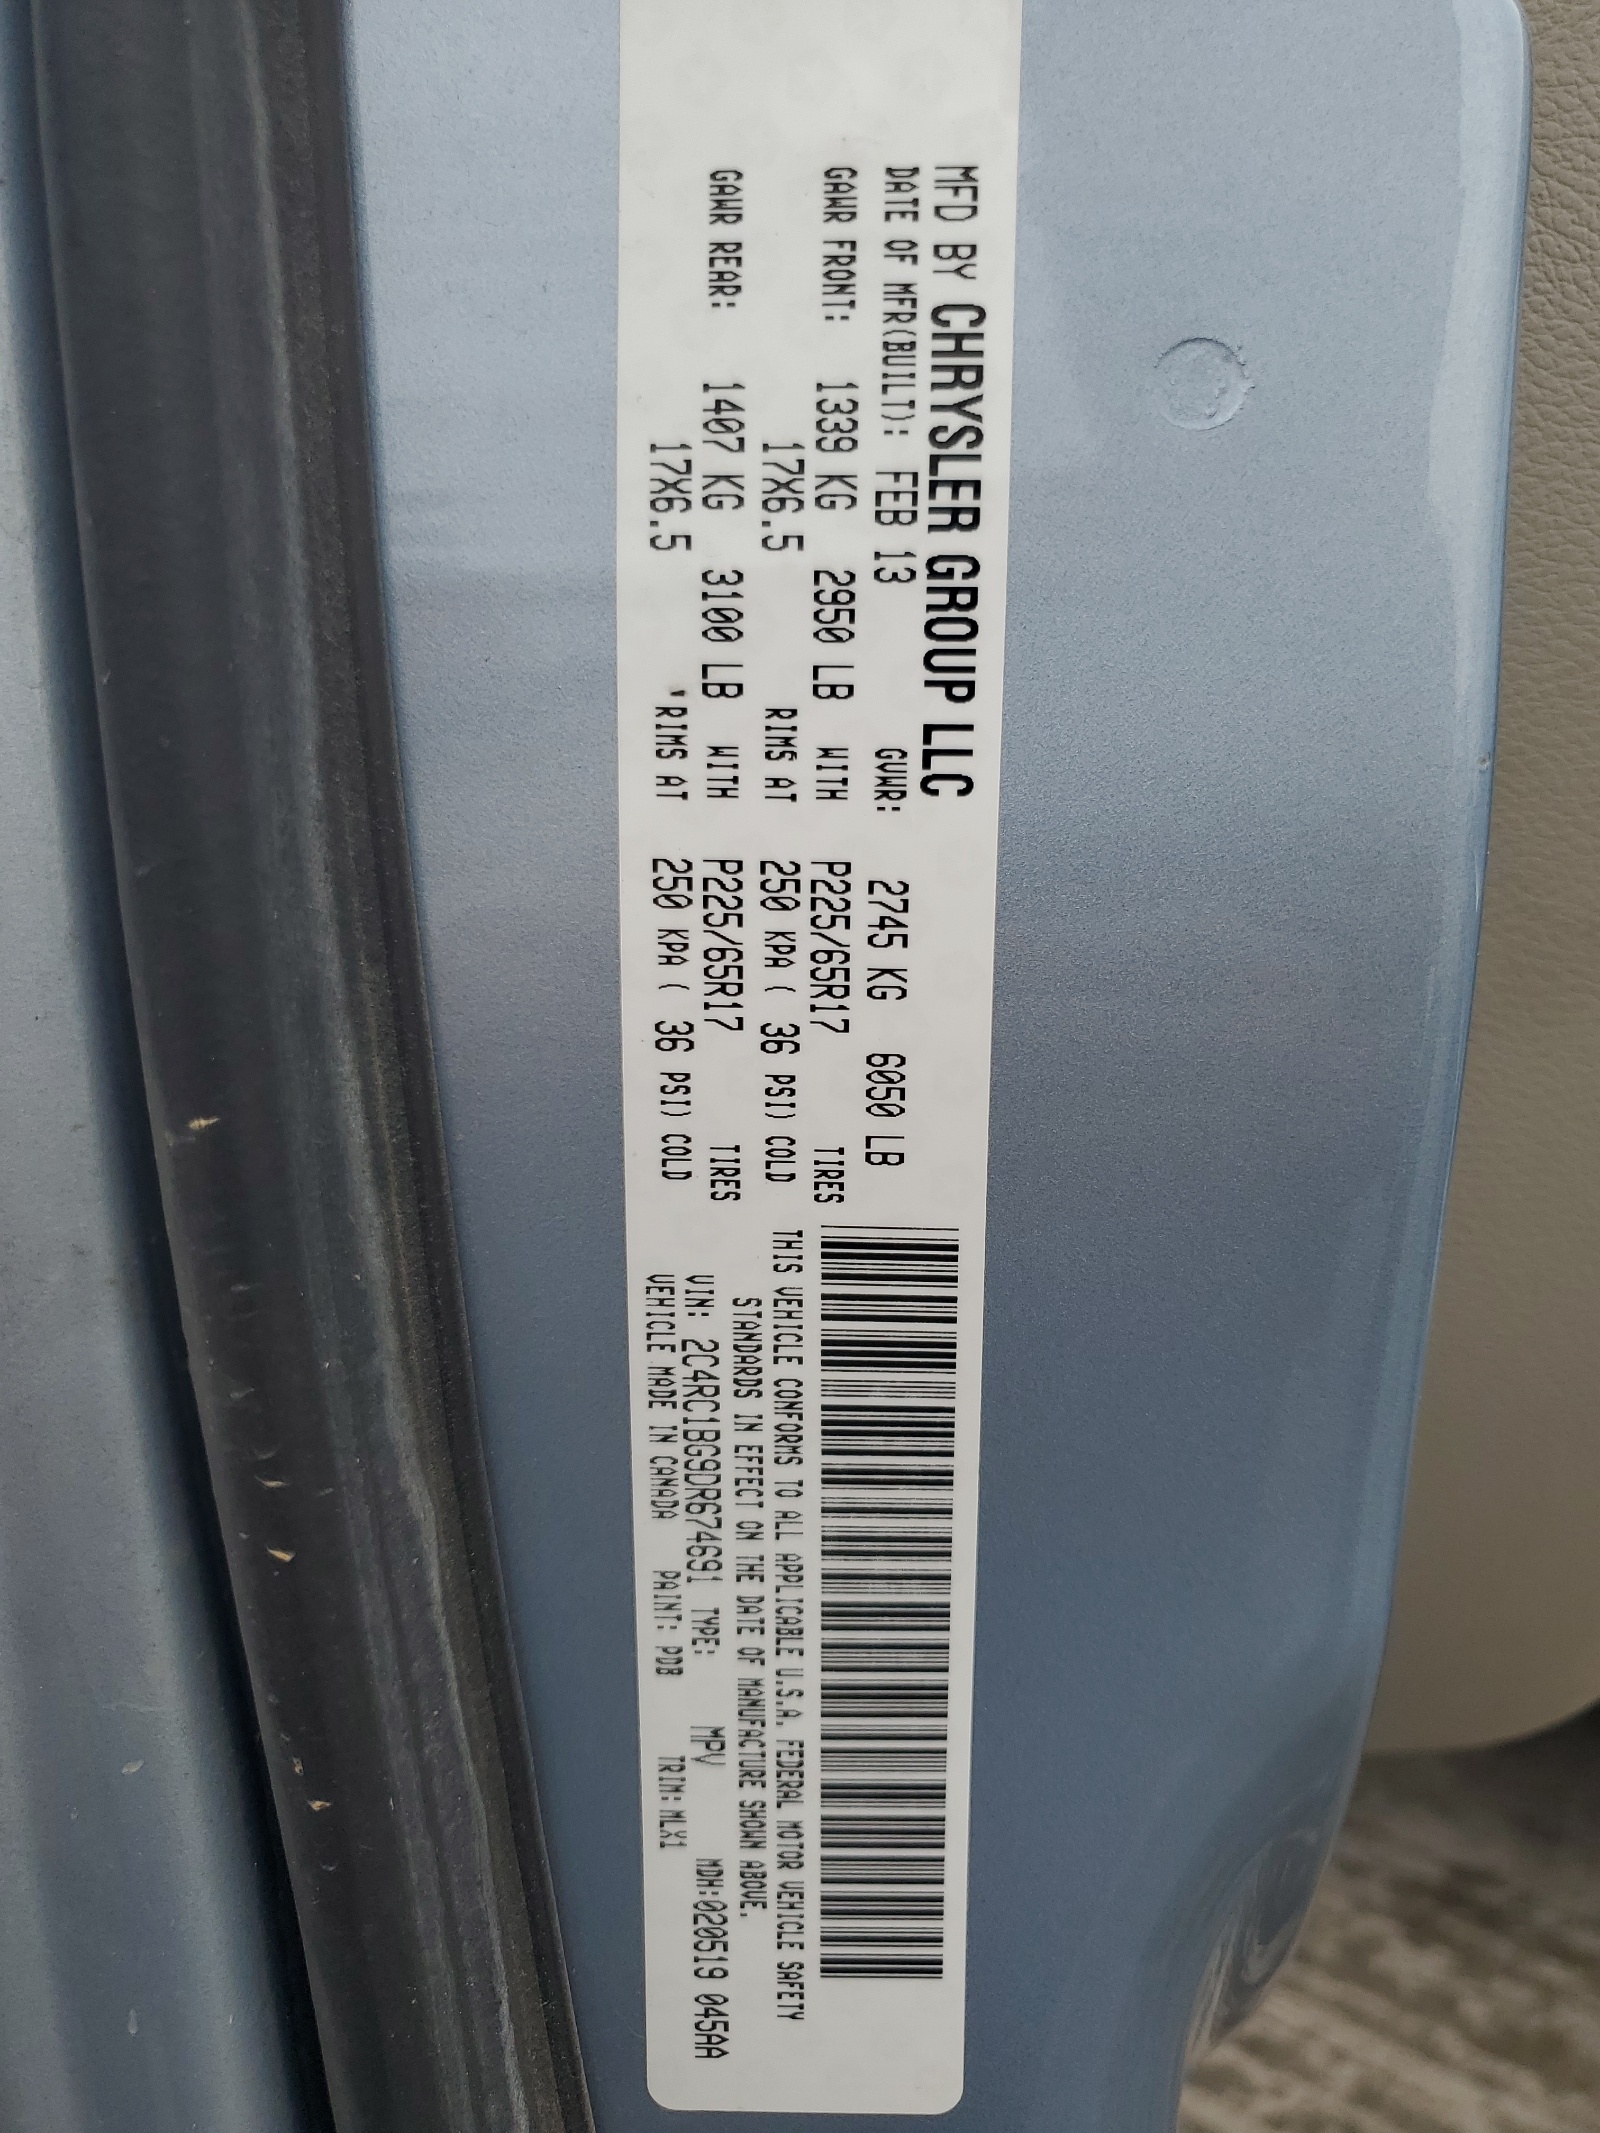 MFD BY CHRYSLER GROUP LLC
DATE OF MFR(BUILT): FEB 13 GVWR: 2745 KG 6050 LB
GAWR FRONT: 1339 KG 2950 LB WITH P225/65R17 TIRES
17X6.5 RIMS AT 250 KPA ( 36 PSI) COLD
GAWR REAR: 1407 KG 3100 LB WITH P225/65R17 TIRES
17X6.5 RIMS AT 250 KPA ( 36 PSI) COLD
THIS VEHICLE CONFORMS TO ALL APPLICABLE U.S.A. FEDERAL MOTOR VEHICLE SAFETY
STANDARDS IN EFFECT ON THE DATE OF MANUFACTURE SHOWN ABOVE.
VIN: 2C4RC1BG9DR674691 TYPE: MPV MDH:020519 045AA
VEHICLE MADE IN CANADA PAINT: PDB TRIM: MLX1